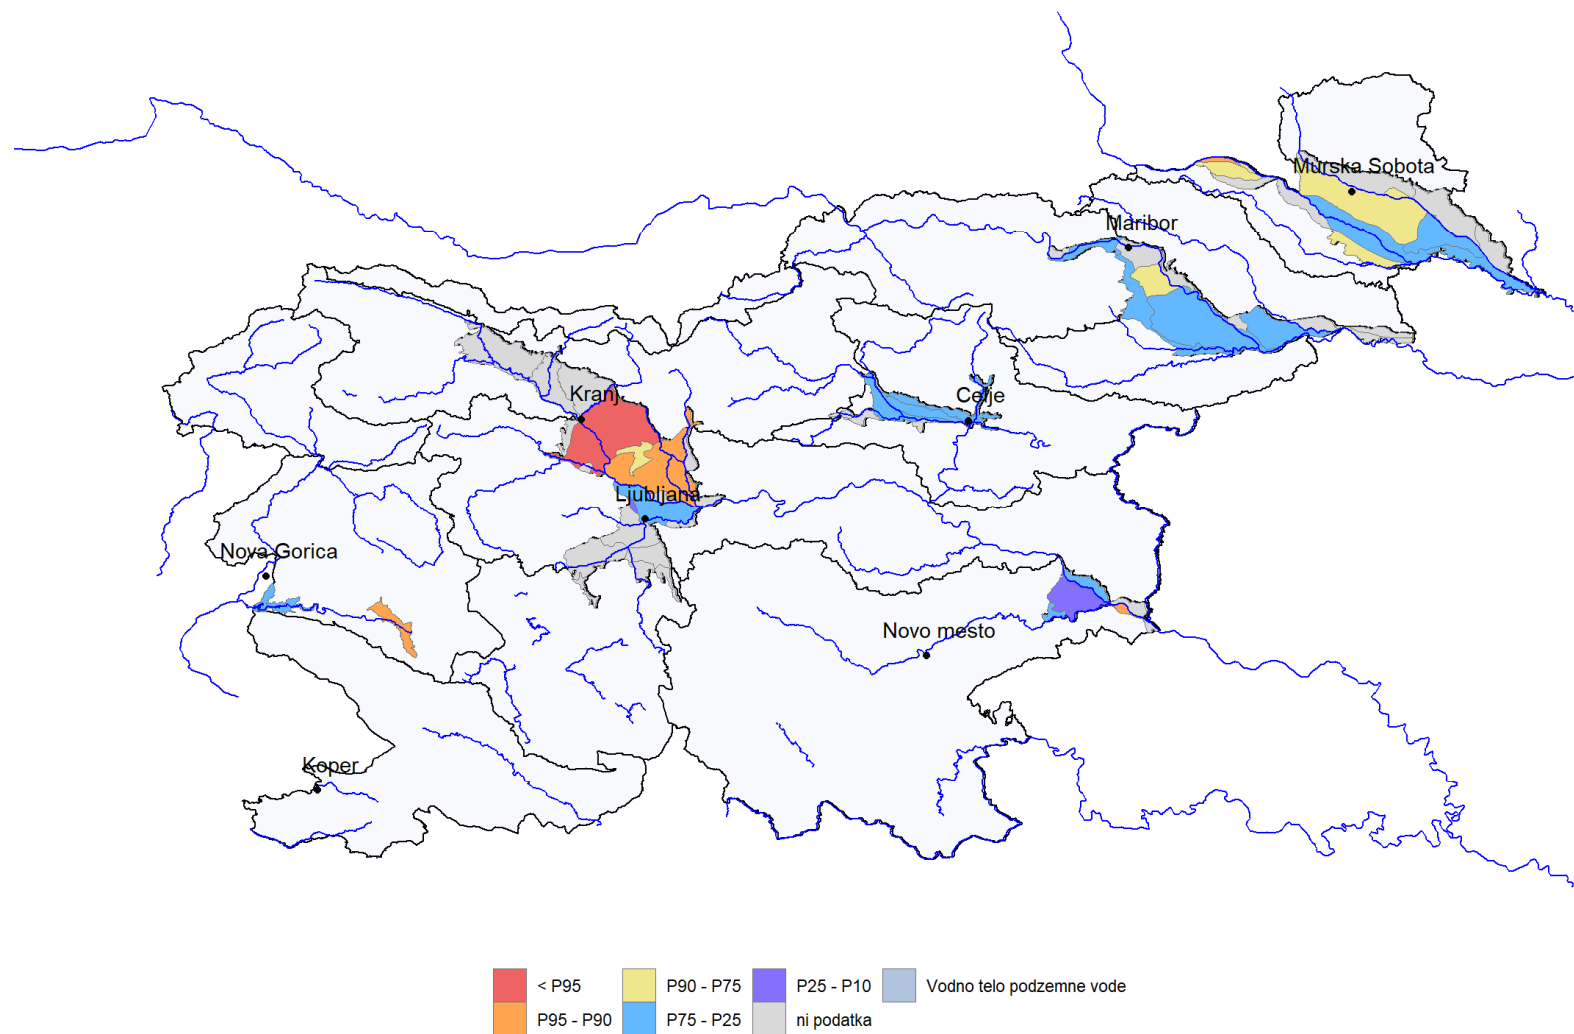 Murska Sobota
Maribor
Kranj
Celje
Ljubljana
Nova Gorica
Novo mesto
Koper
< P95
P90 - P75
P25 - P10
Vodno telo podzemne vode
P95 - P90
P75 - P25
ni podatka